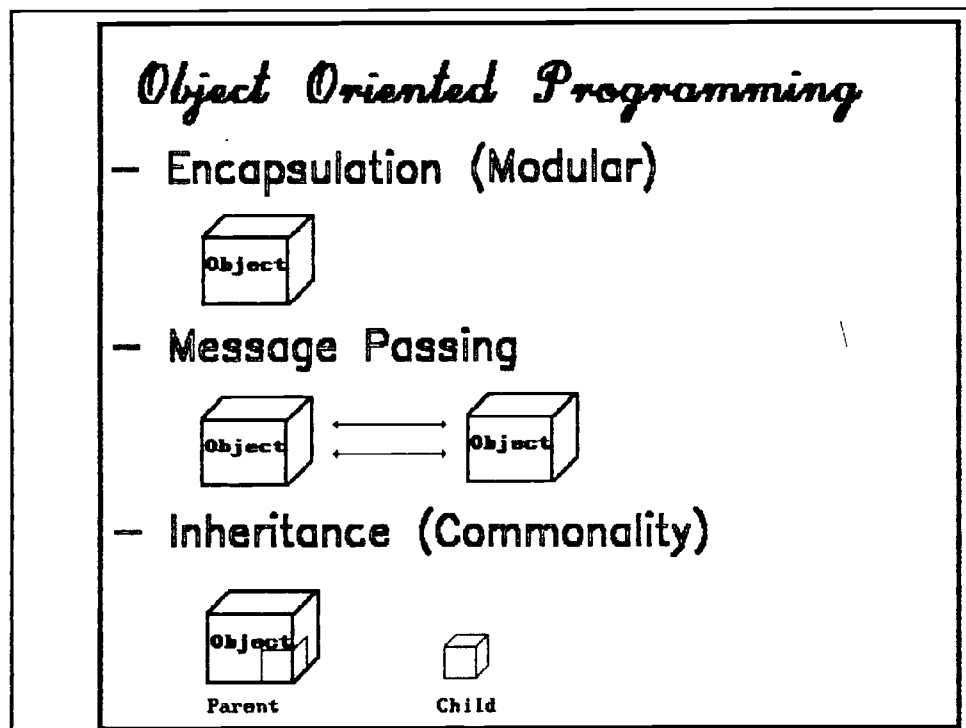 Object Oriented Programming
- Encapsulation (Modular)
Object
- Message Passing
Object Object
- Inheritance (Commonality)
Object
Parent Child